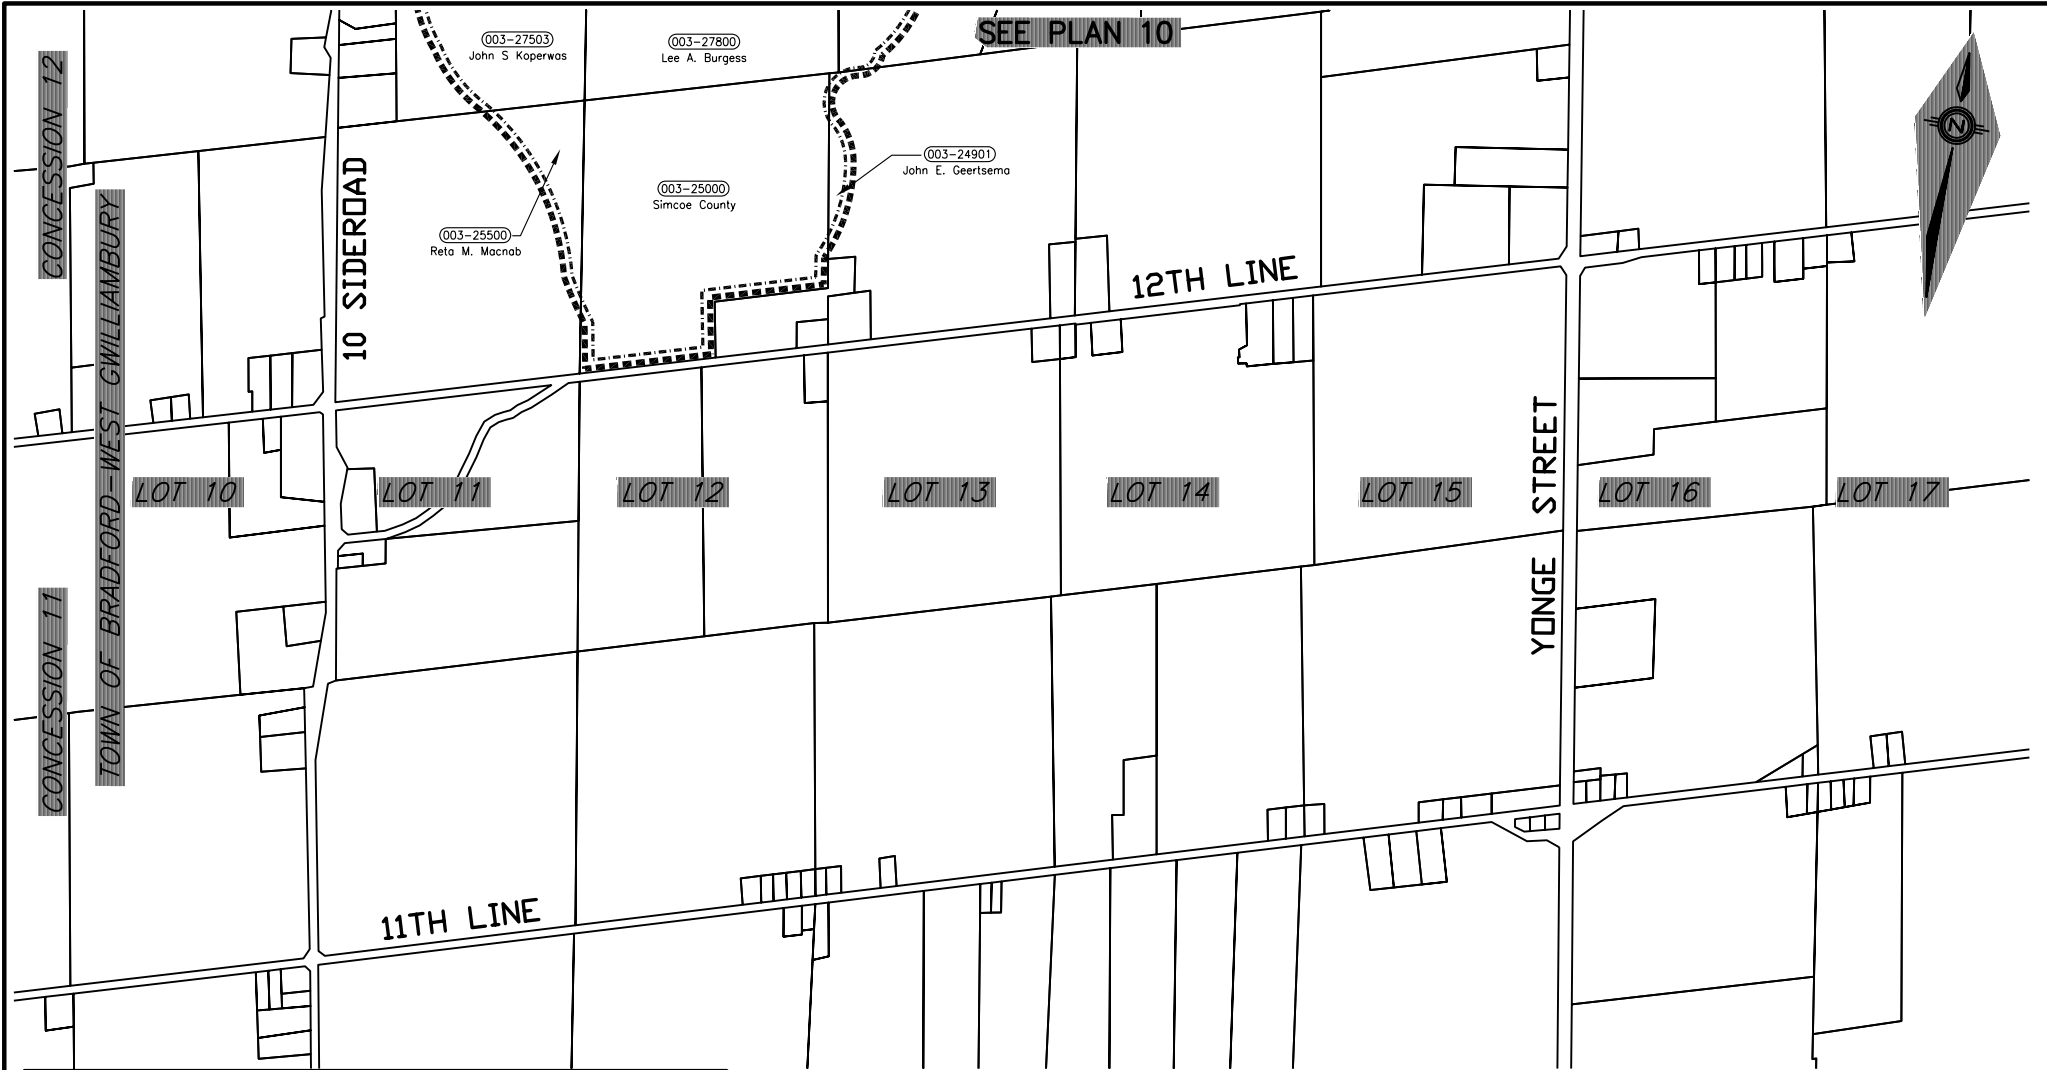 SEE PLAN 10
003-27503
John S Koperwas
003-27800
Lee A. Burgess
CONCESSION 12
N
003-24901
John E. Geertsema
003-25000
Simcoe County
003-25500
Reta M. Macnab
10 SIDEROAD
12TH LINE
TOWN OF BRADFORD-WEST GWILLIAMBURY
YONGE STREET
LOT 10
LOT 11
LOT 12
LOT 13
LOT 14
LOT 15
LOT 16
LOT 17
CONCESSION 11
11TH LINE